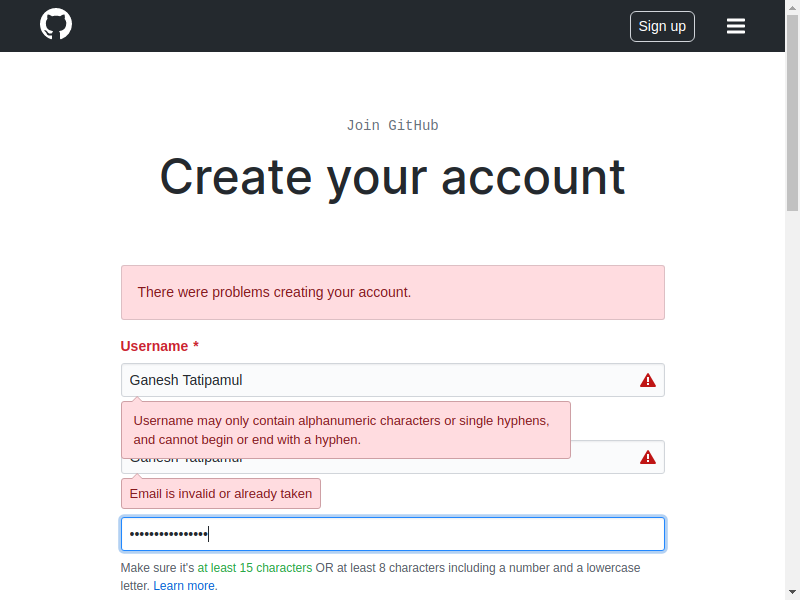 Sign up
Join GitHub
Create your account
There were problems creating your account.
Username *
Ganesh Tatipamul
Username may only contain alphanumeric characters or single hyphens,
and cannot begin or end with a hyphen.
Ganesh Tatipamul
Email is invalid or already taken
••••••••••••••••
Make sure it's at least 15 characters OR at least 8 characters including a number and a lowercase
letter. Learn more.